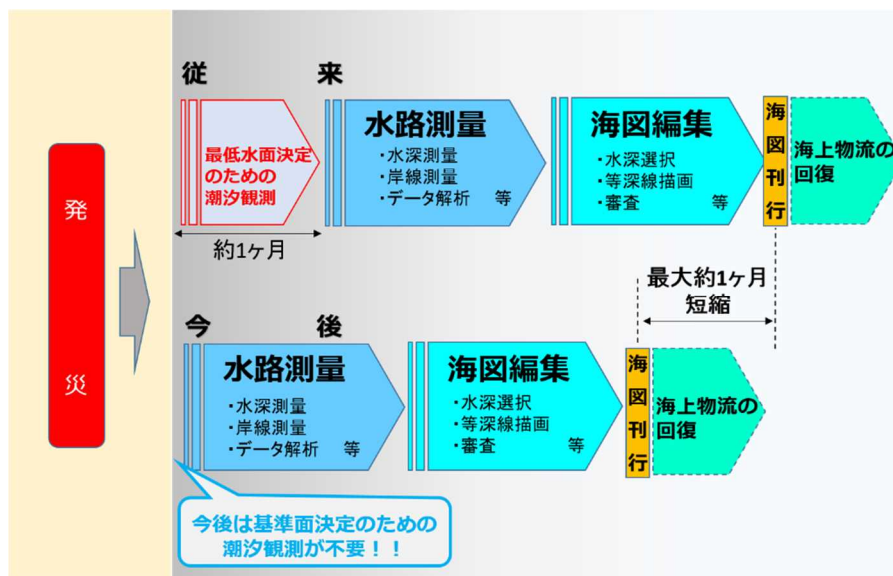 発災
従来
最低水面決定
のための
潮汐観測
水路測量
・水深測量
・岸線測量
・データ解析 等
海図編集
・水深選択
・等深線描画
・審査 等
海図刊行
海上物流の
回復
約1ヶ月
最大約1ヶ月
短縮
今後
水路測量
・水深測量
・岸線測量
・データ解析 等
海図編集
・水深選択
・等深線描画
・審査 等
海図刊行
海上物流の
回復
今後は基準面決定のための
潮汐観測が不要！！